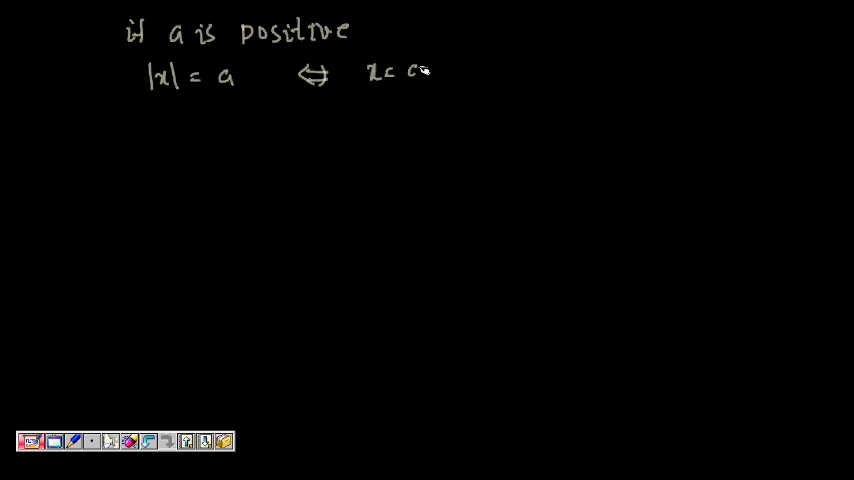 if a is positive
|x| = a ⇔ x =